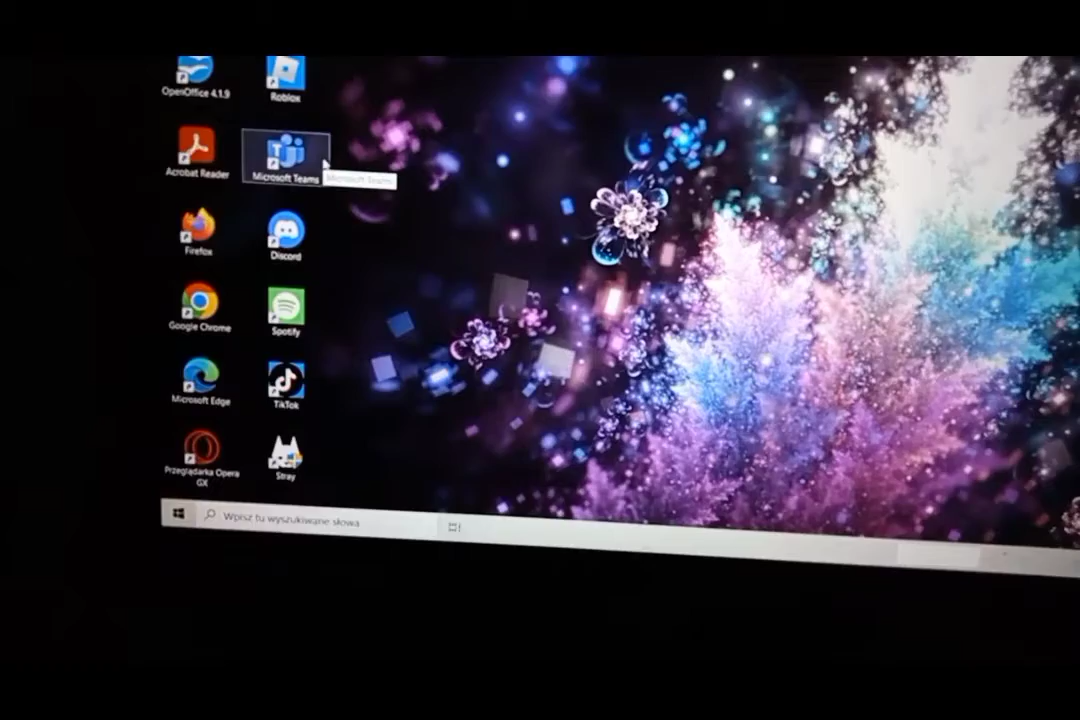 OpenOffice 4.1.9
Roblox
Acrobat Reader
Microsoft Teams
Microsoft Teams
Firefox
Discord
Google Chrome
Spotify
Microsoft Edge
TikTok
Przeglądarka Opera
GX
Stray
Wpisz tu wyszukiwane słowa